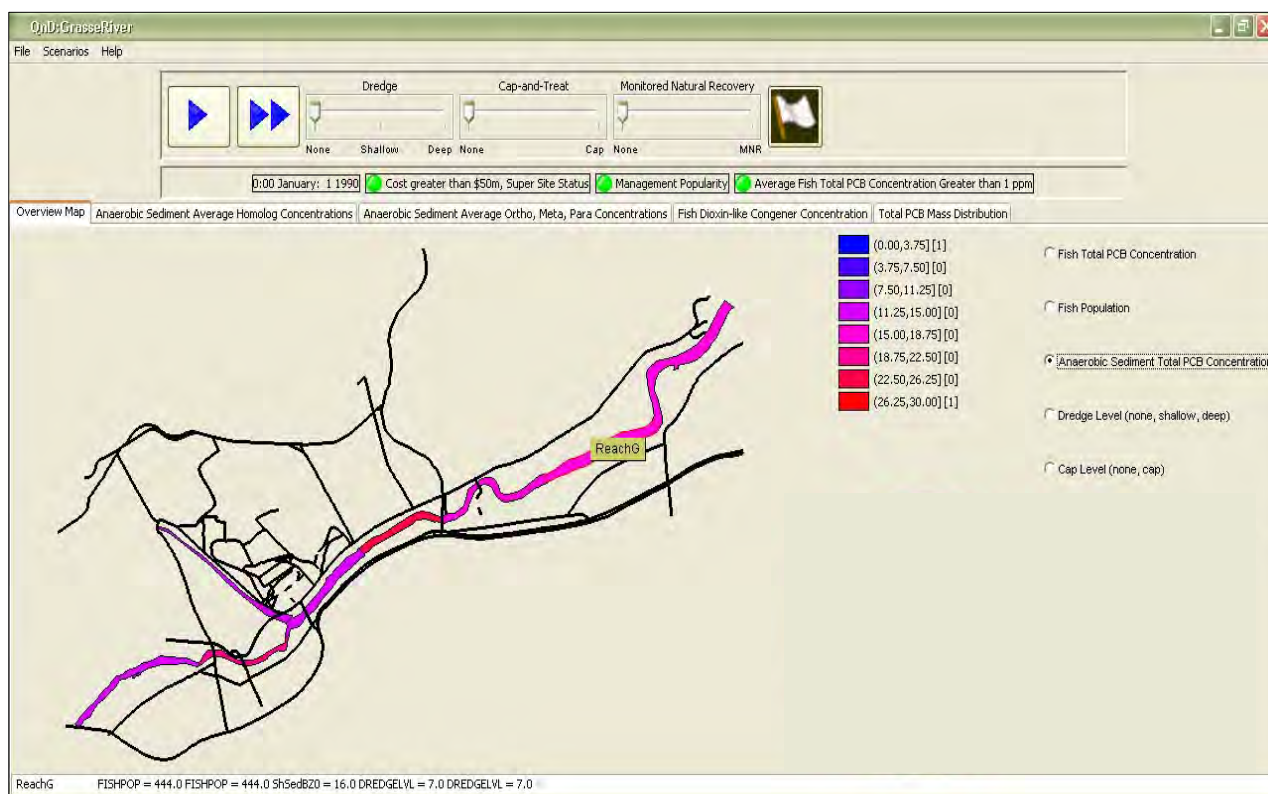 QnD:GrasseRiver
File Scenarios Help
Dredge Cap-and-Treat Monitored Natural Recovery
None Shallow Deep None Cap None MNR
0:00 January: 1 1990 Cost greater than $50m, Super Site Status Management Popularity Average Fish Total PCB Concentration Greater than 1 ppm
Overview Map Anaerobic Sediment Average Homolog Concentrations Anaerobic Sediment Average Ortho, Meta, Para Concentrations Fish Dioxin-like Congener Concentration Total PCB Mass Distribution
(0.00,3.75] [1]
(3.75,7.50] [0]
(7.50,11.25] [0]
(11.25,15.00] [0]
(15.00,18.75] [0]
(18.75,22.50] [0]
(22.50,26.25] [0]
(26.25,30.00] [1]
Fish Total PCB Concentration
Fish Population
Anaerobic Sediment Total PCB Concentration
Dredge Level (none, shallow, deep)
Cap Level (none, cap)
ReachG
ReachG FISHPOP = 444.0 FISHPOP = 444.0 ShSedBZ0 = 16.0 DREDGELVL = 7.0 DREDGELVL = 7.0